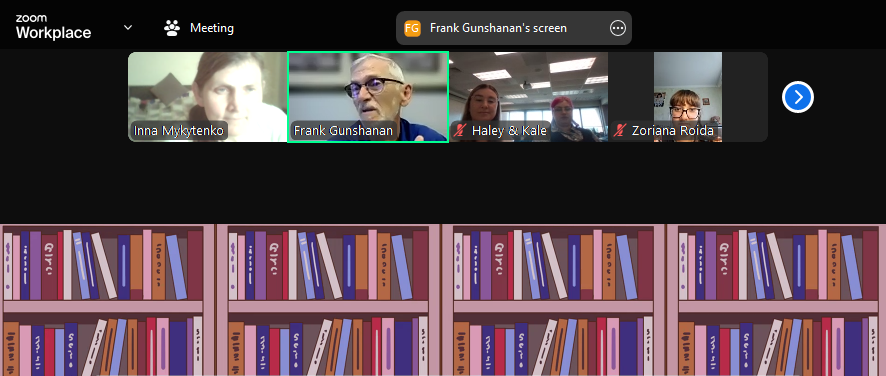 zoom
Workplace
Meeting
FG Frank Gunshanan's screen
Inna Mykytenko
Frank Gunshanan
Haley & Kale
Zoriana Roida